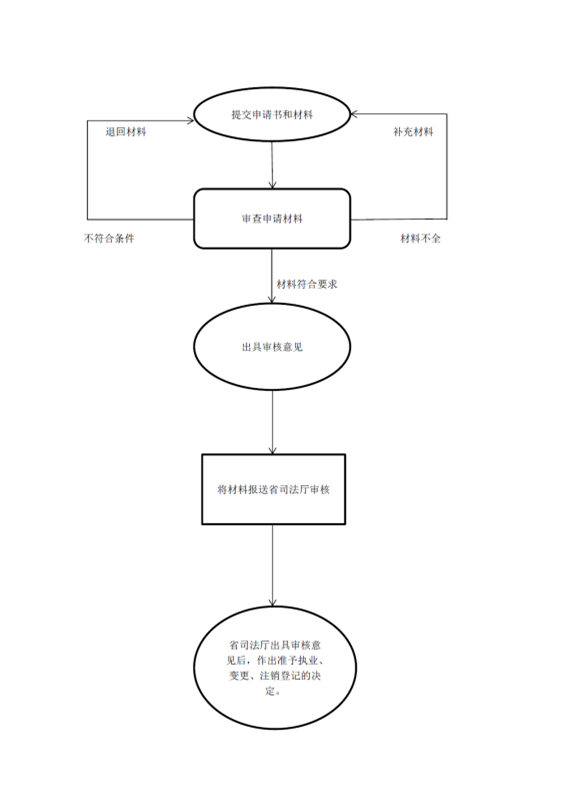 提交申请书和材料
退回材料
补充材料
审查申请材料
不符合条件
材料不全
材料符合要求
出具审核意见
将材料报送省司法厅审核
省司法厅出具审核意
见后，作出准予执业、
变更、注销登记的决
定。